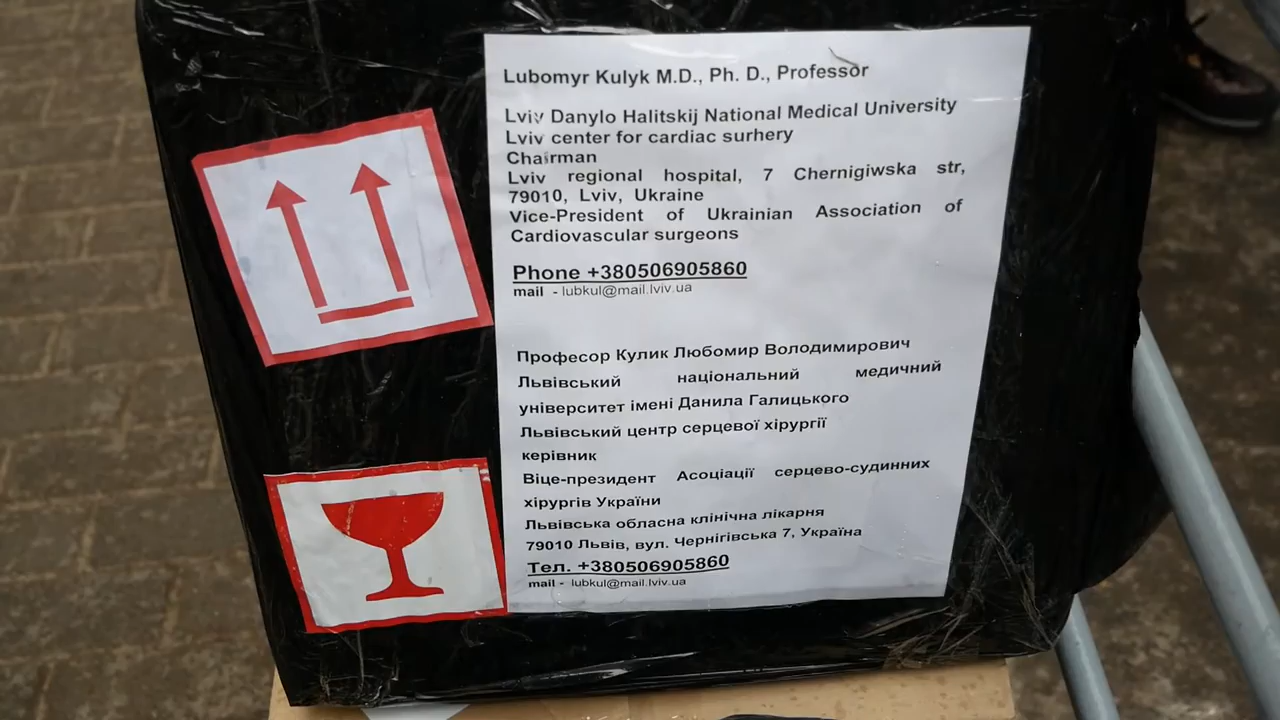 Lubomyr Kulyk M.D., Ph. D., Professor
Lviv Danylo Halitskij National Medical University
Lviv center for cardiac surhery
Chairman
Lviv regional hospital, 7 Chernigiwska str,
79010, Lviv, Ukraine
Vice-President of Ukrainian Association of
Cardiovascular surgeons
Phone +380506905860
mail - lubkul@mail.lviv.ua
Професор Кулик Любомир Володимирович
Львівський національний медичний
університет імені Данила Галицького
Львівський центр серцевої хірургії
керівник
Віце-президент Асоціації серцево-судинних
хірургів України
Львівська обласна клінічна лікарня
79010 Львів, вул. Чернігівська 7, Україна
Тел. +380506905860
mail - lubkul@mail.lviv.ua